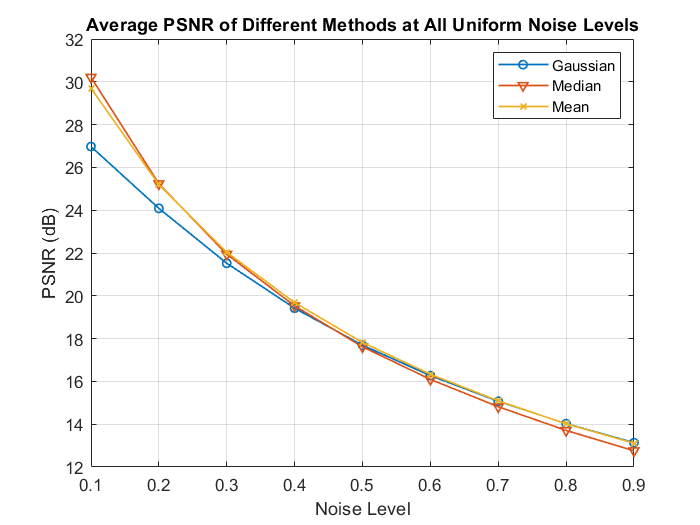 Average PSNR of Different Methods at All Uniform Noise Levels
32
30
28
26
24
22
20
18
16
14
12
PSNR (dB)
Gaussian
Median
Mean
0.1 0.2 0.3 0.4 0.5 0.6 0.7 0.8 0.9
Noise Level